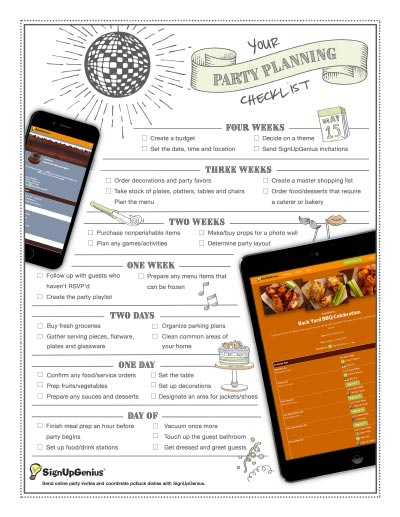 YOUR
PARTY PLANNING
CHECKLIST
MAY
15
FOUR WEEKS
Create a budget
Decide on a theme
Set the date, time and location
Send SignUpGenius invitations
THREE WEEKS
Order decorations and party favors
Create a master shopping list
Take stock of plates, platters, tables and chairs
Order food/desserts that require
Plan the menu
a caterer or bakery
TWO WEEKS
Purchase nonperishable items
Make/buy props for a photo wall
Plan any games/activities
Determine party layout
ONE WEEK
Follow up with guests who
haven't RSVP'd
Prepare any menu items that
can be frozen
Create the party playlist
TWO DAYS
Buy fresh groceries
Organize parking plans
Gather serving pieces, flatware,
plates and glassware
Clean common areas of
your home
ONE DAY
Confirm any food/service orders
Set the table
Prep fruits/vegetables
Set up decorations
Prepare any sauces and desserts
Designate an area for jackets/shoes
DAY OF
Finish meal prep an hour before
party begins
Vacuum once more
Touch up the guest bathroom
Set up food/drink stations
Get dressed and greet guests
Back Yard BBQ Celebration
SignUpGenius
Send online party invites and coordinate potluck dishes with SignUpGenius.